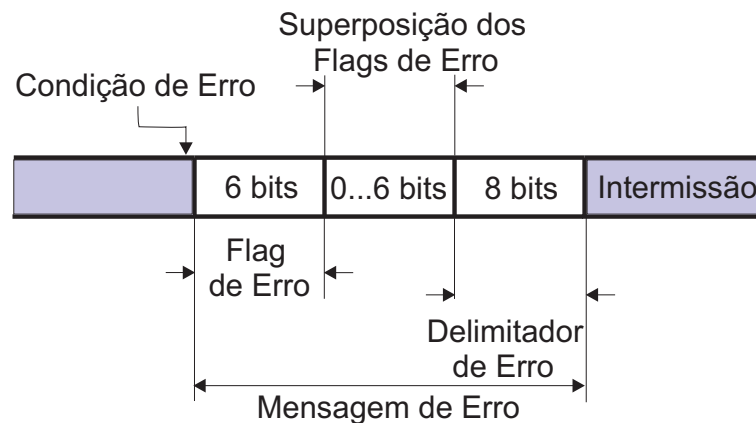 Superposição dos
Flags de Erro
Condição de Erro
6 bits
0...6 bits
8 bits
Intermissão
Flag
de Erro
Delimitador
de Erro
Mensagem de Erro